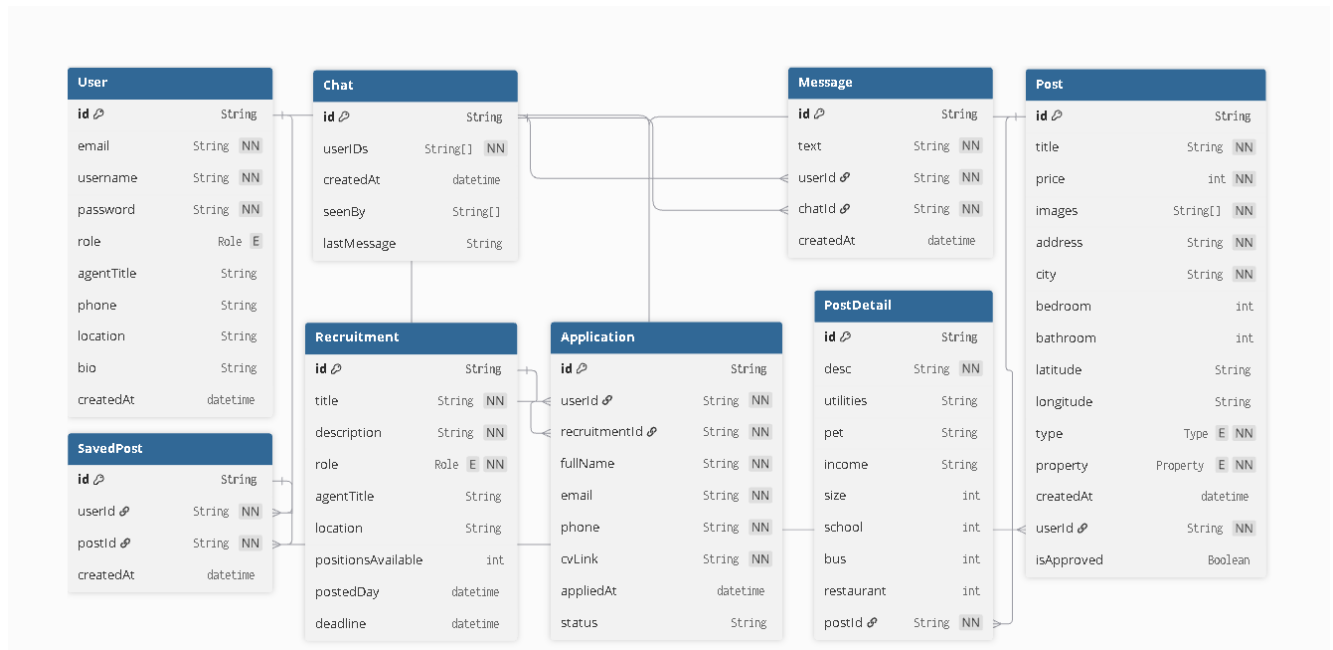 User
id String
email String NN
username String NN
password String NN
role Role E
agentTitle String
phone String
location String
bio String
createdAt datetime
Chat
id String
userIDs String[] NN
createdAt datetime
seenBy String[]
lastMessage String
Message
id String
text String NN
userId String NN
chatId String NN
createdAt datetime
Post
id String
title String NN
price int NN
images String[] NN
address String NN
city String NN
bedroom int
bathroom int
latitude String
longitude String
type Type E NN
property Property E NN
createdAt datetime
userId String NN
isApproved Boolean
SavedPost
id String
userId String NN
postId String NN
createdAt datetime
Recruitment
id String
title String NN
description String NN
role Role E NN
agentTitle String
location String
positionsAvailable int
postedDay datetime
deadline datetime
Application
id String
userId String NN
recruitmentId String NN
fullName String NN
email String NN
phone String NN
cvLink String NN
appliedAt datetime
status String
PostDetail
id String
desc String NN
utilities String
pet String
income String
size int
school int
bus int
restaurant int
postId String NN